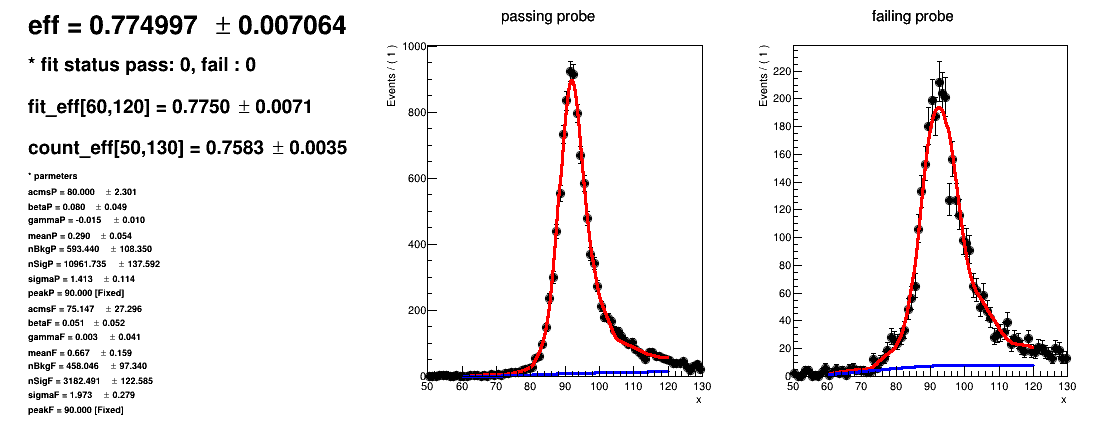 eff = 0.774997 ± 0.007064
* fit status pass: 0, fail : 0
fit_eff[60,120] = 0.7750 ± 0.0071
count_eff[50,130] = 0.7583 ± 0.0035
* parmeters
acmsP = 80.000 ± 2.301
betaP = 0.080 ± 0.049
gammaP = -0.015 ± 0.010
meanP = 0.290 ± 0.054
nBkgP = 593.440 ± 108.350
nSigP = 10961.735 ± 137.592
sigmaP = 1.413 ± 0.114
peakP = 90.000 [Fixed]
acmsF = 75.147 ± 27.296
betaF = 0.051 ± 0.052
gammaF = 0.003 ± 0.041
meanF = 0.667 ± 0.159
nBkgF = 458.046 ± 97.340
nSigF = 3182.491 ± 122.585
sigmaF = 1.973 ± 0.279
peakF = 90.000 [Fixed]
passing probe
Events / ( 1 )
1000
800
600
400
200
0
50 60 70 80 90 100 110 120 130
x
failing probe
Events / ( 1 )
220
200
180
160
140
120
100
80
60
40
20
0
50 60 70 80 90 100 110 120 130
x